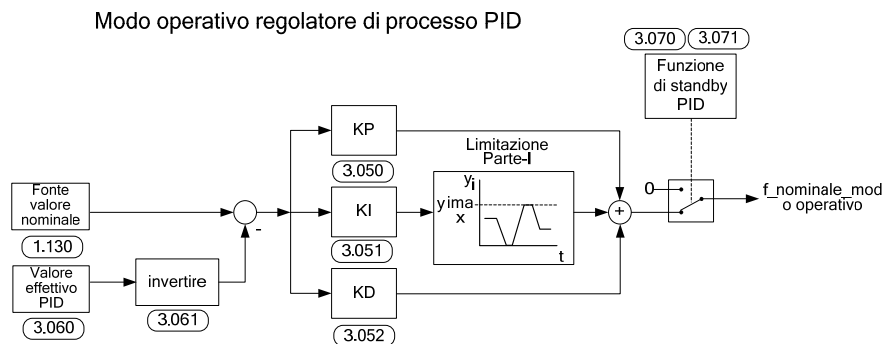 Modo operativo regolatore di processo PID
3.070
3.071
Funzione
di standby
PID
KP
3.050
Limitazione
Parte-I
yi
yima
x
t
Fonte
valore
nominale
1.130
-
KI
3.051
+
0
f_nominale_mod
o operativo
Valore
effettivo
PID
3.060
invertire
3.061
KD
3.052